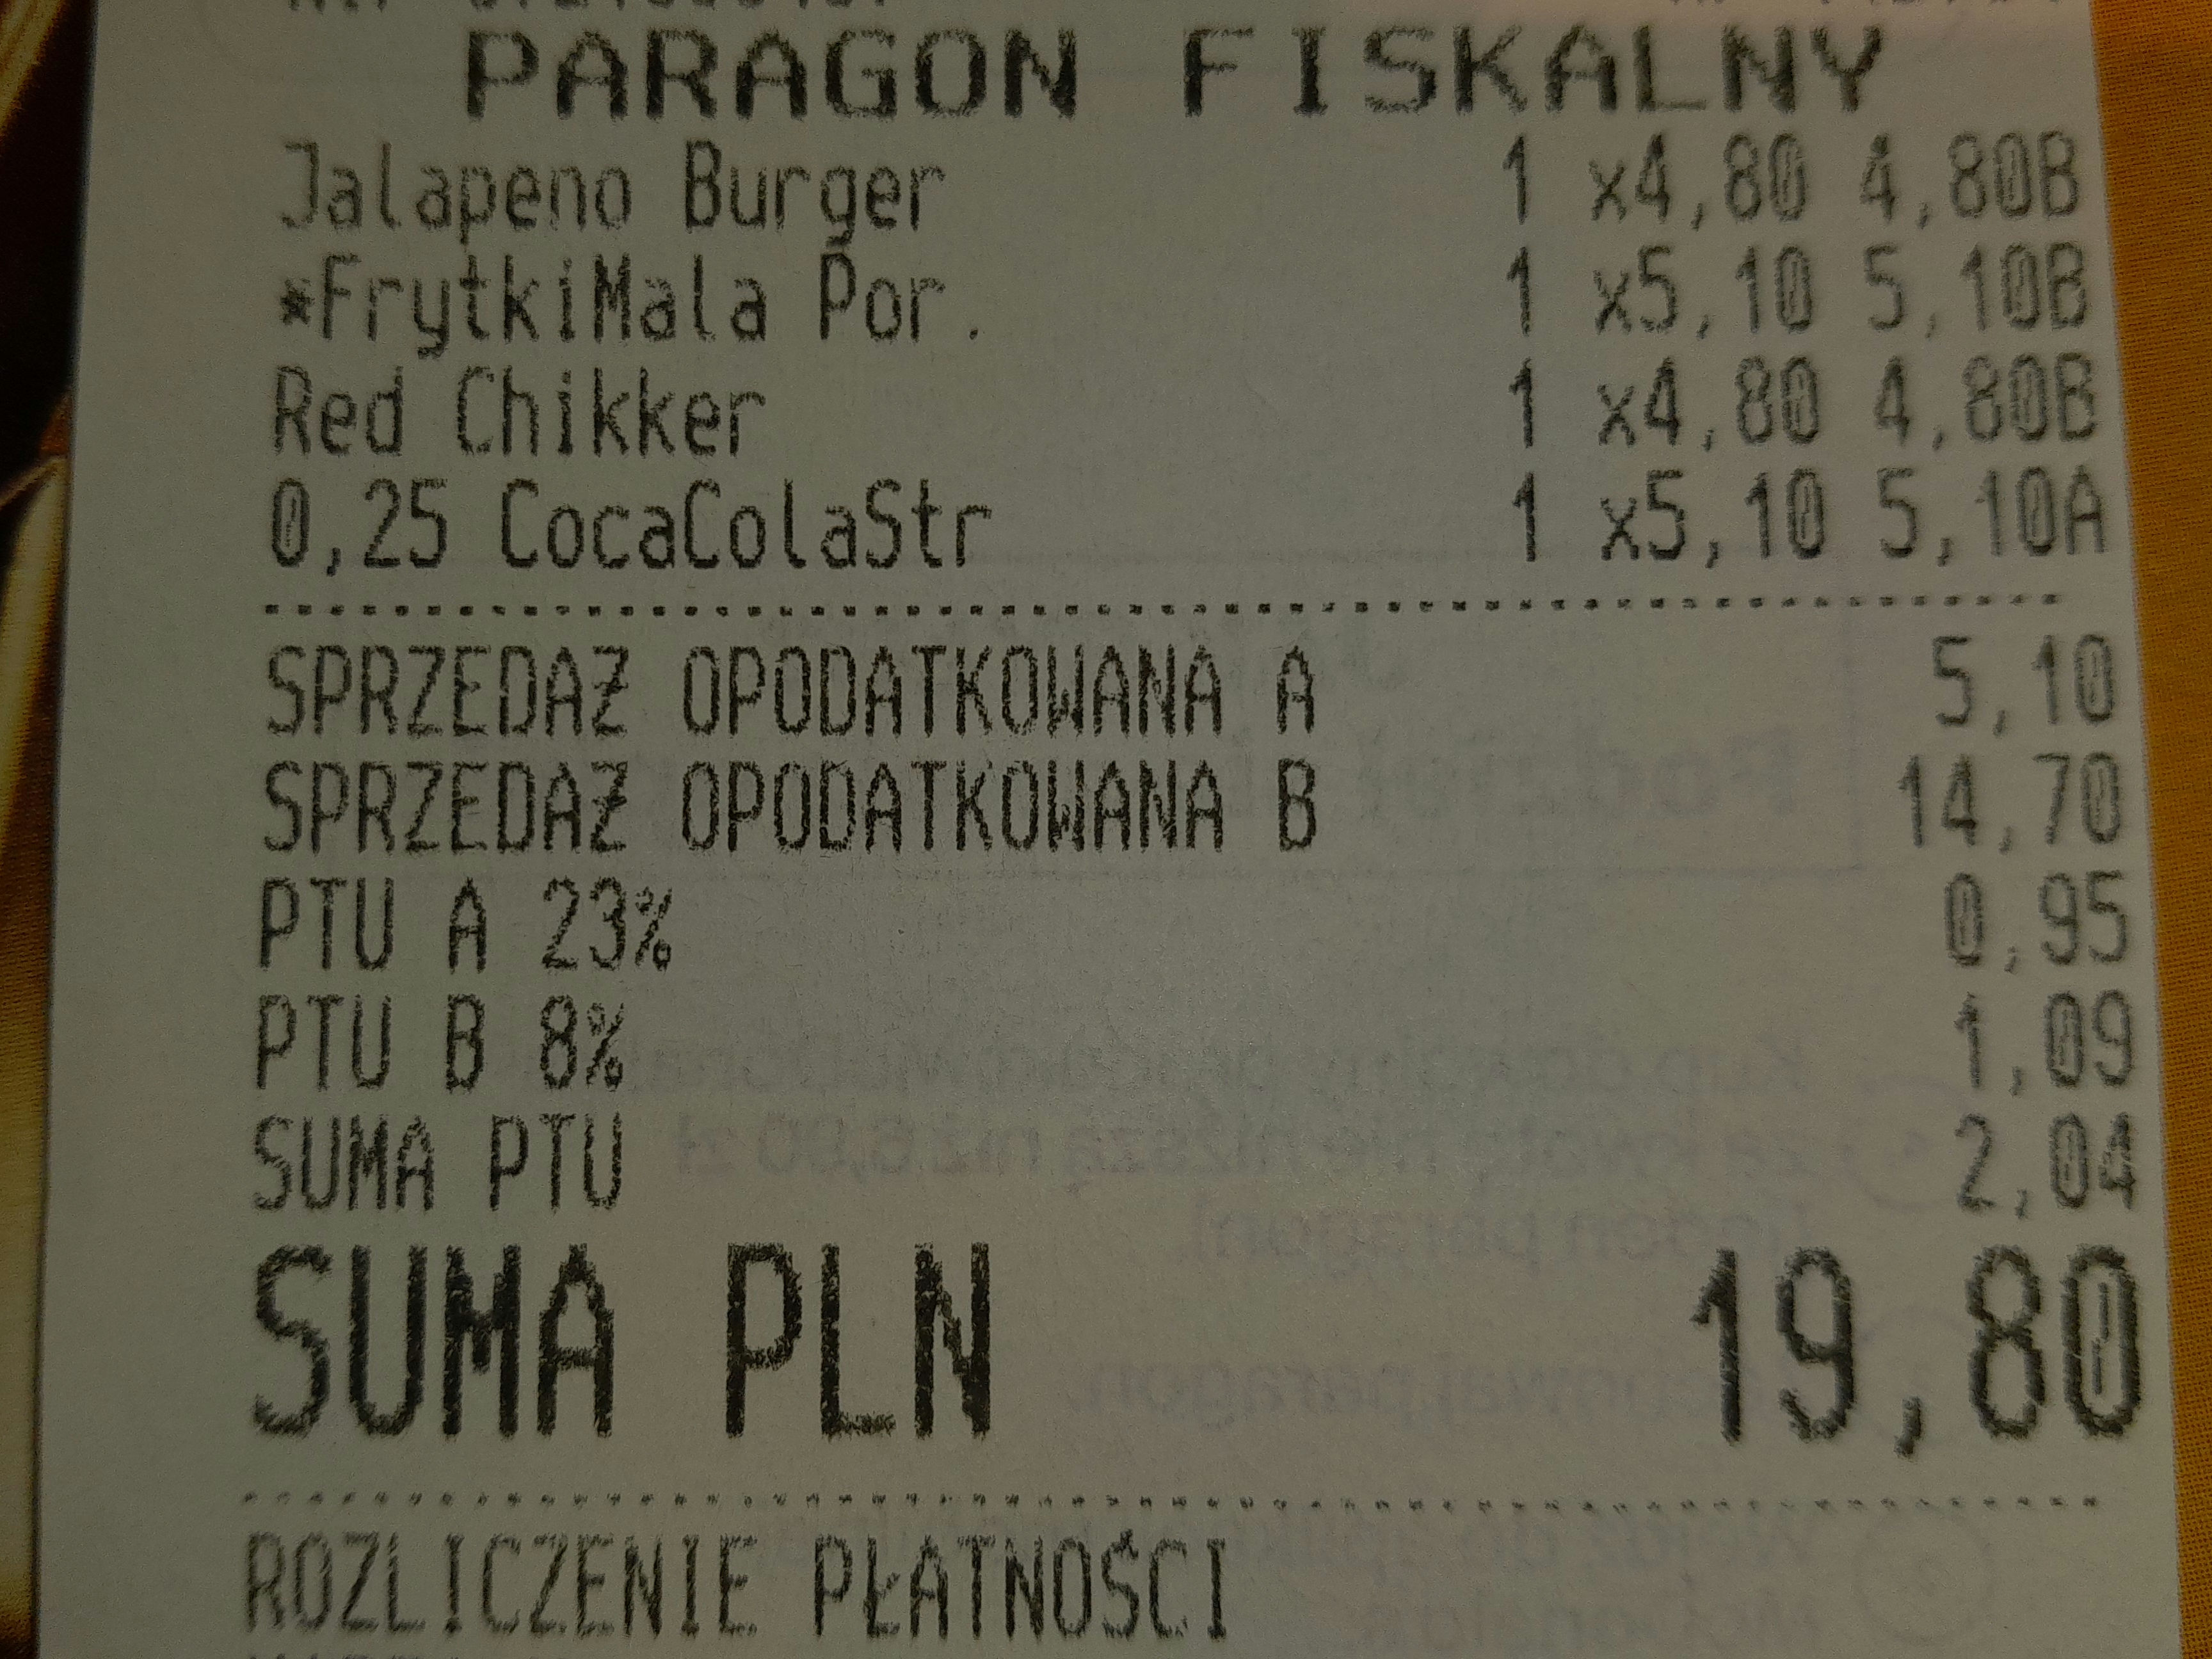 PARAGON FISKALNY
Jalapeno Burger 1 x4,80 4,80B
*FrytkiMala Por. 1 x5,10 5,10B
Red Chikker 1 x4,80 4,80B
0,25 CocaColaStr 1 x5,10 5,10A
SPRZEDAŻ OPODATKOWANA A 5,10
SPRZEDAŻ OPODATKOWANA B 14,70
PTU A 23% 0,95
PTU B 8% 1,09
SUMA PTU 2,04
SUMA PLN 19,80
ROZLICZENIE PŁATNOŚCI